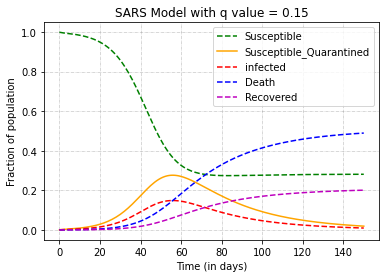 SARS Model with q value = 0.15
Susceptible
Susceptible_Quarantined
infected
Death
Recovered
Fraction of population
1.0
0.8
0.6
0.4
0.2
0.0
0 20 40 60 80 100 120 140
Time (in days)